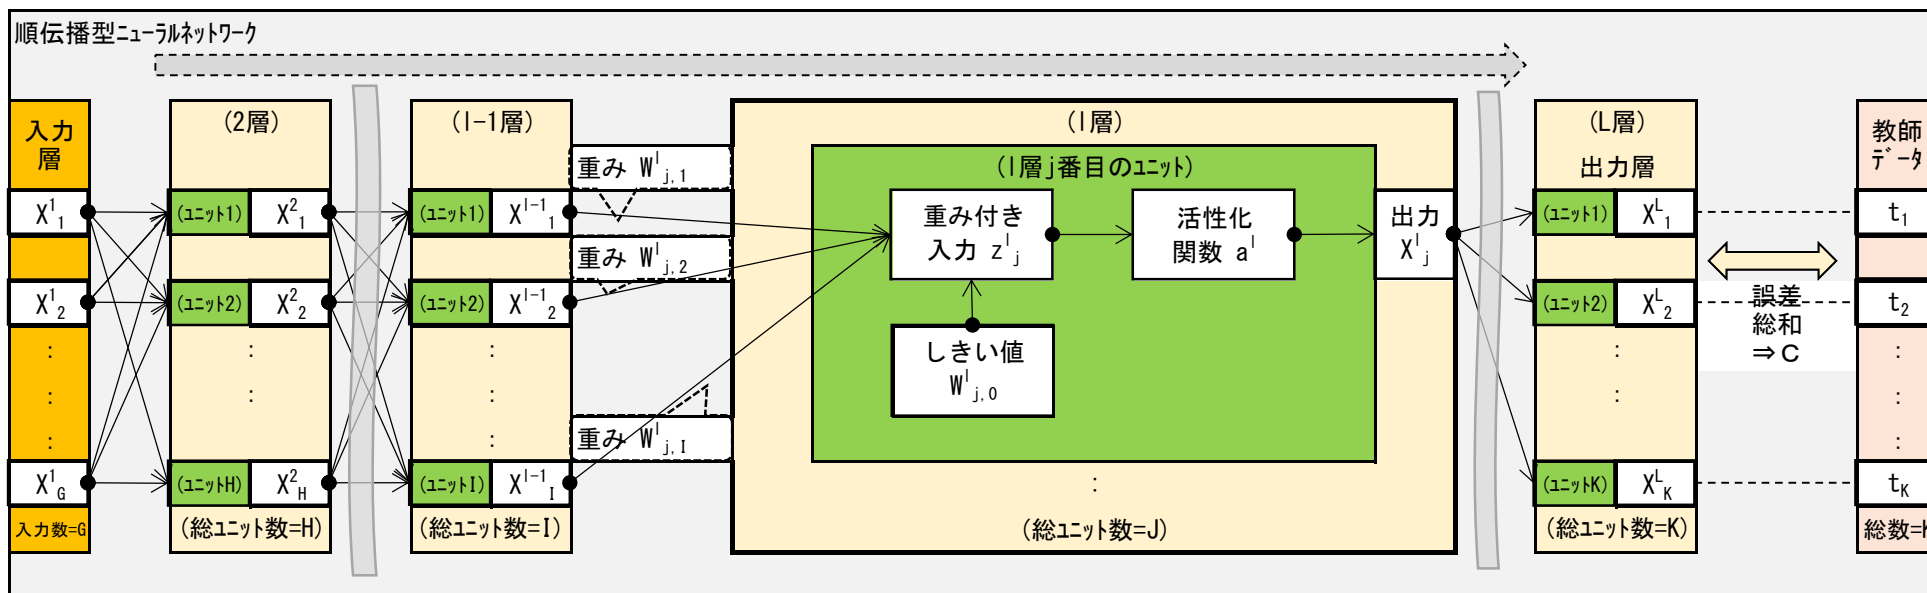 順伝播型ﾆｭｰﾗﾙﾈｯﾄﾜｰｸ
入力
層
X¹₁
X¹₂
:
:
:
X¹G
入力数=G
(2層)
(ﾕﾆｯﾄ1) X²₁
(ﾕﾆｯﾄ2) X²₂
:
:
(ﾕﾆｯﾄH) X²H
(総ﾕﾆｯﾄ数=H)
(l-1層)
(ﾕﾆｯﾄ1) Xˡ⁻¹₁
(ﾕﾆｯﾄ2) Xˡ⁻¹₂
:
:
:
(ﾕﾆｯﾄI) Xˡ⁻¹I
(総ﾕﾆｯﾄ数=I)
重み Wˡj,1
重み Wˡj,2
重み Wˡj,I
(l層)
(l層j番目のﾕﾆｯﾄ)
重み付き
入力 zˡj
活性化
関数 aˡ
出力
Xˡj
しきい値
Wˡj,0
:
(総ﾕﾆｯﾄ数=J)
(L層)
出力層
(ﾕﾆｯﾄ1) Xᴸ₁
(ﾕﾆｯﾄ2) Xᴸ₂
:
:
(ﾕﾆｯﾄK) XᴸK
(総ﾕﾆｯﾄ数=K)
誤差
総和
⇒C
教師
ﾃﾞｰﾀ
t₁
t₂
:
:
:
tK
総数=K